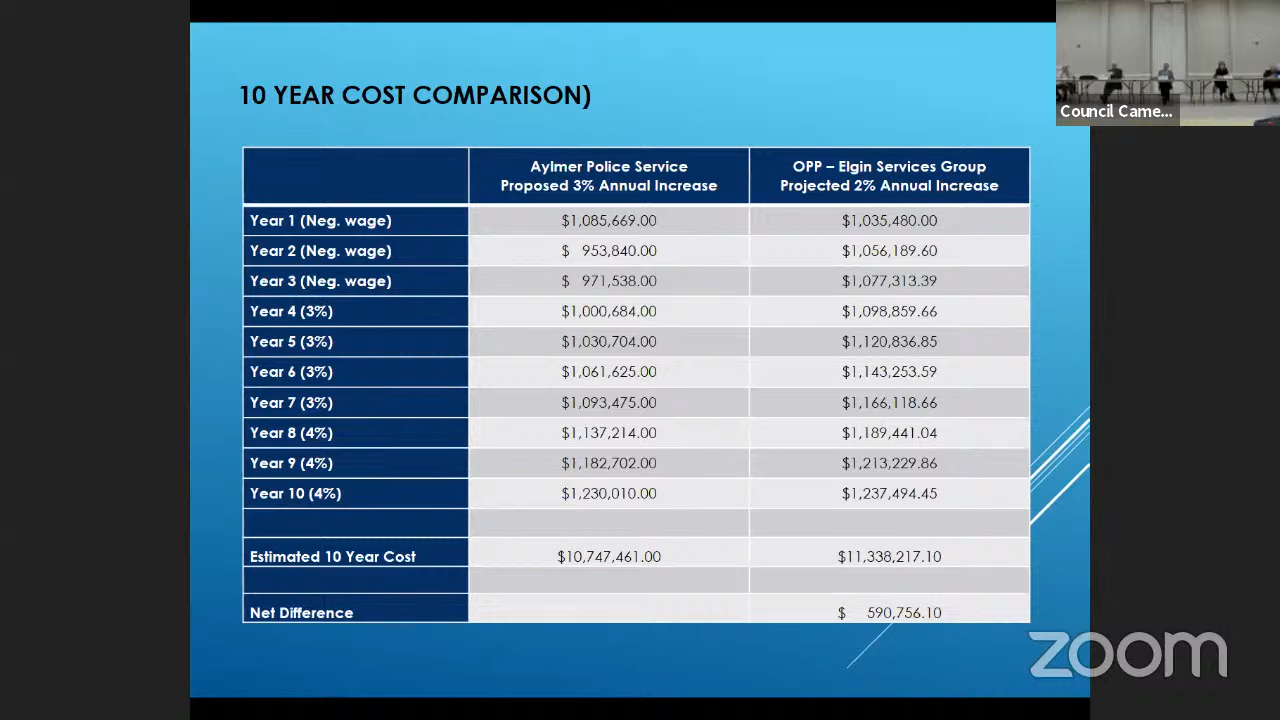 10 YEAR COST COMPARISON)
Council Came...
Aylmer Police Service
Proposed 3% Annual Increase
OPP – Elgin Services Group
Projected 2% Annual Increase
Year 1 (Neg. wage) $1,085,669.00 $1,035,480.00
Year 2 (Neg. wage) $ 953,840.00 $1,056,189.60
Year 3 (Neg. wage) $ 971,538.00 $1,077,313.39
Year 4 (3%) $1,000,684.00 $1,098,859.66
Year 5 (3%) $1,030,704.00 $1,120,836.85
Year 6 (3%) $1,061,625.00 $1,143,253.59
Year 7 (3%) $1,093,475.00 $1,166,118.66
Year 8 (4%) $1,137,214.00 $1,189,441.04
Year 9 (4%) $1,182,702.00 $1,213,229.86
Year 10 (4%) $1,230,010.00 $1,237,494.45
Estimated 10 Year Cost $10,747,461.00 $11,338,217.10
Net Difference $ 590,756.10
zoom